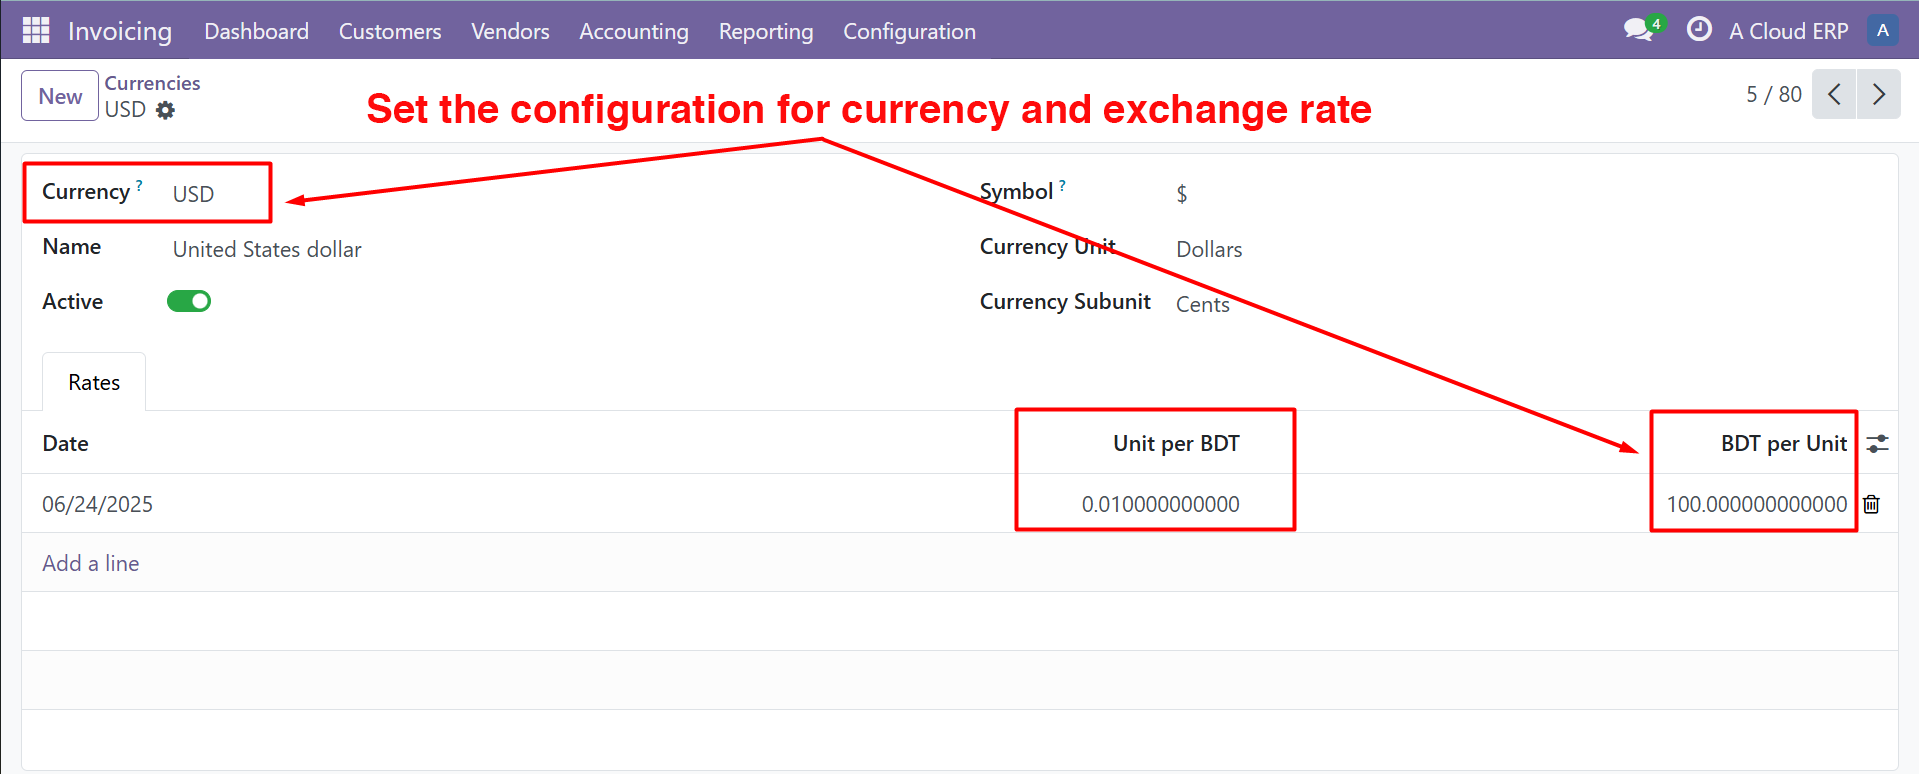 Invoicing Dashboard Customers Vendors Accounting Reporting Configuration 4 A Cloud ERP A
New Currencies
USD
Set the configuration for currency and exchange rate
5 / 80
Currency ? USD
Symbol ? $
Name United States dollar
Currency Unit Dollars
Active
Currency Subunit Cents
Rates
Date Unit per BDT BDT per Unit
06/24/2025 0.010000000000 100.000000000000
Add a line